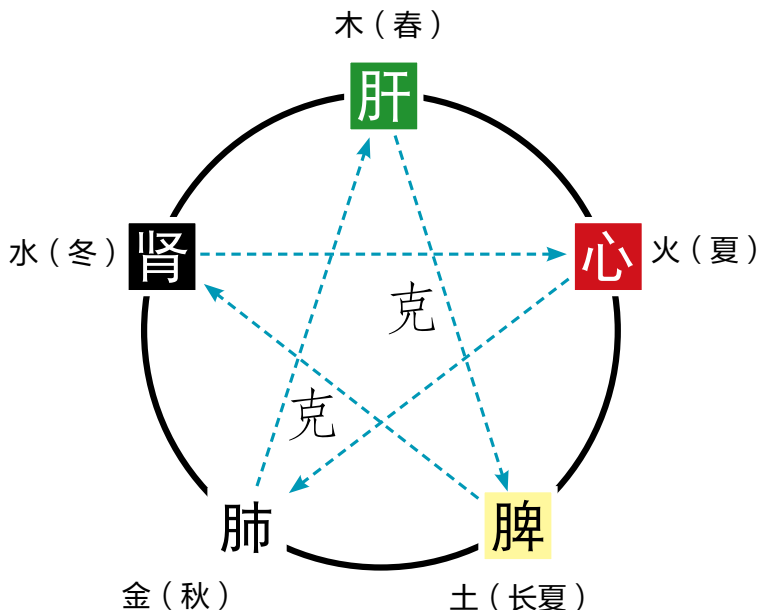 木（春）
肝
水（冬）
肾
心
火（夏）
克
克
肺
脾
金（秋）
土（长夏）